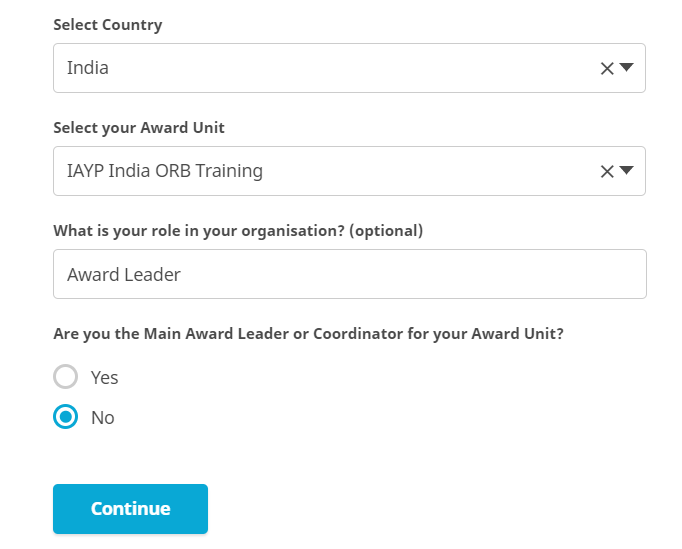 Select Country
India
Select your Award Unit
IAYP India ORB Training
What is your role in your organisation? (optional)
Award Leader
Are you the Main Award Leader or Coordinator for your Award Unit?
Yes
No
Continue